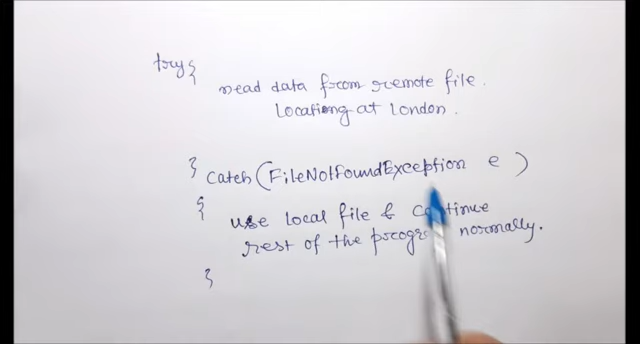 try{
read data from remote file.
Locationg at London.
} catch (FileNotFoundException e )
{
use local file & continue
rest of the program normally.
}